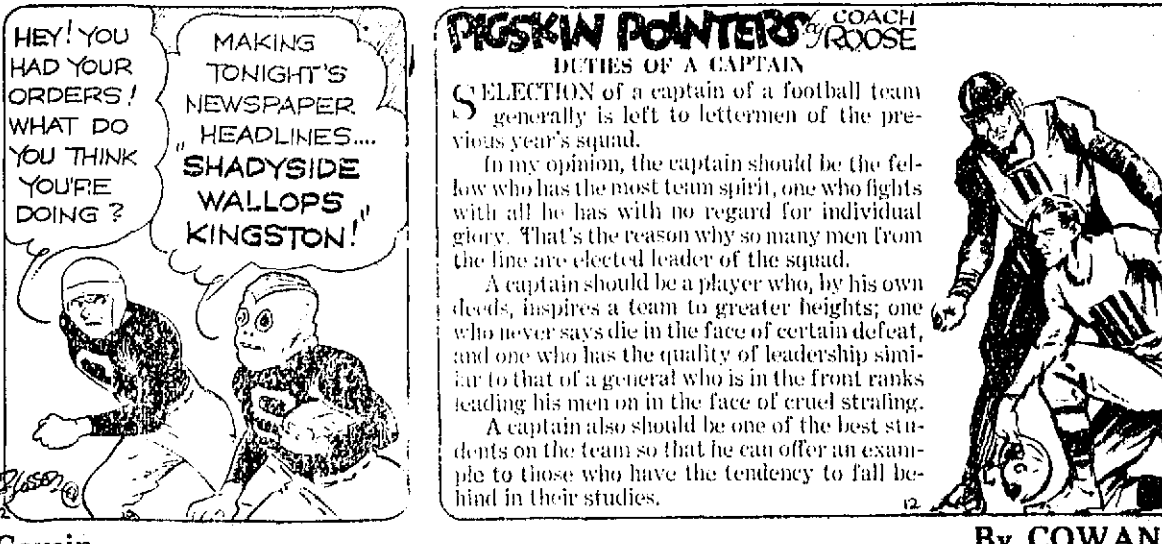 HEY! YOU
HAD YOUR
ORDERS!
WHAT DO
YOU THINK
YOU'RE
DOING?
MAKING
TONIGHT'S
NEWSPAPER
HEADLINES....
"SHADYSIDE
WALLOPS
KINGSTON!"
PIGSKIN POINTERS by COACH ROOSE
DUTIES OF A CAPTAIN
SELECTION of a captain of a football team
generally is left to lettermen of the pre-
vious year's squad.
In my opinion, the captain should be the fel-
low who has the most team spirit, one who fights
with all he has with no regard for individual
glory. That's the reason why so many men from
the line are elected leader of the squad.
A captain should be a player who, by his own
deeds, inspires a team to greater heights; one
who never says die in the face of certain defeat,
and one who has the quality of leadership simi-
lar to that of a general who is in the front ranks
leading his men on in the face of cruel strafing.
A captain also should be one of the best stu-
dents on the team so that he can offer an exam-
ple to those who have the tendency to fall be-
hind in their studies.
12
By COWAN